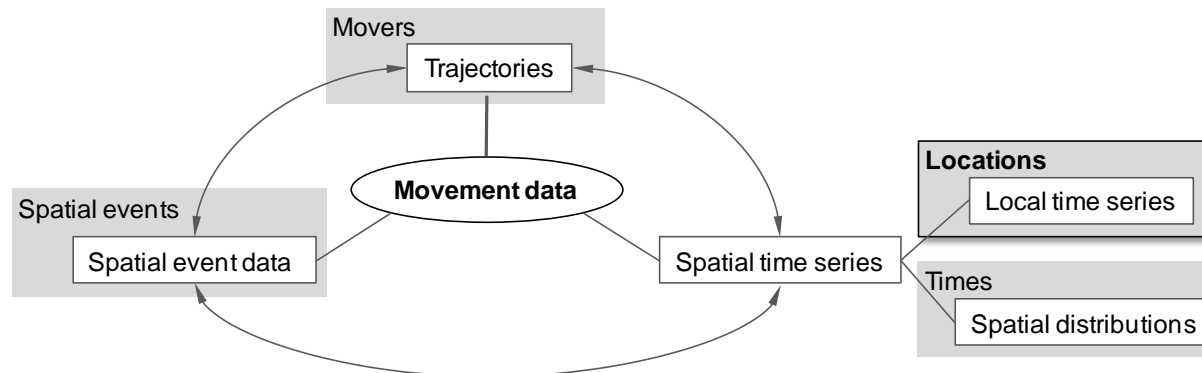 Movers
Trajectories
Movement data
Locations
Local time series
Spatial events
Spatial event data
Spatial time series
Times
Spatial distributions